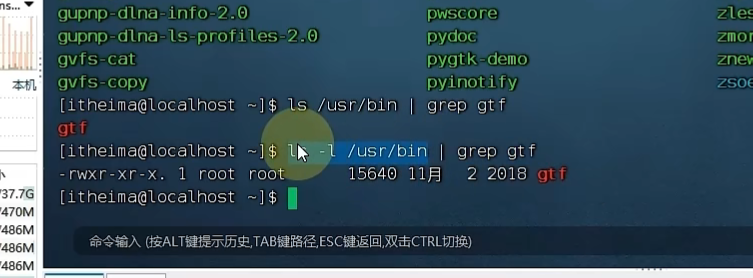 ns...
gupnp-dlna-info-2.0 pwscore zles
gupnp-dlna-ls-profiles-2.0 pydoc zmor
gvfs-cat pygtk-demo znew
本机 gvfs-copy pyinotify zsoe
[itheima@localhost ~]$ ls /usr/bin | grep gtf
gtf
[itheima@localhost ~]$ ls -l /usr/bin | grep gtf
-rwxr-xr-x. 1 root root 15640 11月 2 2018 gtf
[itheima@localhost ~]$
小
/37.7G
/470M
/486M
/486M
/486M
命令输入 (按ALT键提示历史,TAB键路径,ESC键返回,双击CTRL切换)